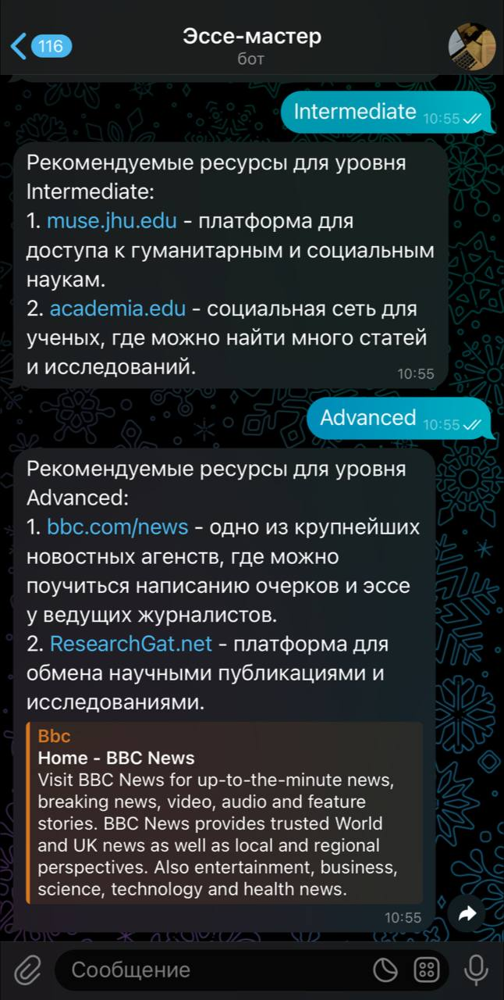 116
Эссе-мастер
бот
Intermediate 10:55
Рекомендуемые ресурсы для уровня
Intermediate:
1. muse.jhu.edu - платформа для
доступа к гуманитарным и социальным
наукам.
2. academia.edu - социальная сеть для
ученых, где можно найти много статей
и исследований.
10:55
Advanced 10:55
Рекомендуемые ресурсы для уровня
Advanced:
1. bbc.com/news - одно из крупнейших
новостных агенств, где можно
поучиться написанию очерков и эссе
у ведущих журналистов.
2. ResearchGat.net - платформа для
обмена научными публикациями и
исследованиями.
Bbc
Home - BBC News
Visit BBC News for up-to-the-minute news,
breaking news, video, audio and feature
stories. BBC News provides trusted World
and UK news as well as local and regional
perspectives. Also entertainment, business,
science, technology and health news.
10:55
Сообщение